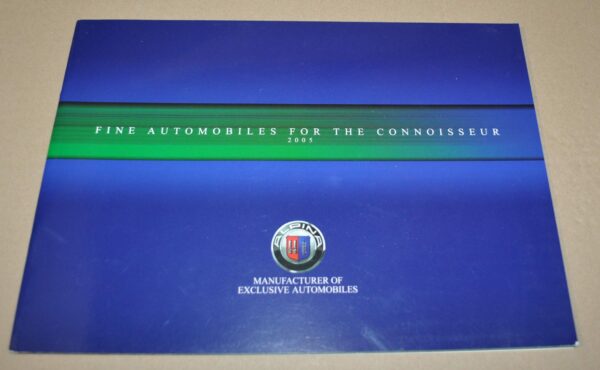 FINE AUTOMOBILES FOR THE CONNOISSEUR
2005
ALPINA
MANUFACTURER OF
EXCLUSIVE AUTOMOBILES